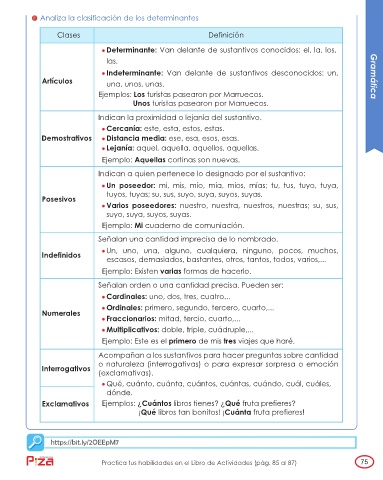 Analiza la clasificación de los determinantes
Clases
Definición
Artículos
• Determinante: Van delante de sustantivos conocidos: el, la, los,
las.
• Indeterminante: Van delante de sustantivos desconocidos: un,
una, unos, unas.
Ejemplos: Los turistas pasearon por Marruecos.
Unos turistas pasearon por Marruecos.
Demostrativos
Indican la proximidad o lejanía del sustantivo.
• Cercanía: este, esta, estos, estas.
• Distancia media: ese, esa, esos, esas.
• Lejanía: aquel, aquella, aquellos, aquellas.
Ejemplo: Aquellas cortinas son nuevas.
Posesivos
Indican a quien pertenece lo designado por el sustantivo:
• Un poseedor: mi, mis, mío, mía, míos, mías; tu, tus, tuyo, tuya,
tuyos, tuyas; su, sus, suyo, suya, suyos, suyas.
• Varios poseedores: nuestro, nuestra, nuestros, nuestras; su, sus,
suyo, suya, suyos, suyas.
Ejemplo: Mi cuaderno de comuniación.
Indefinidos
Señalan una cantidad imprecisa de lo nombrado.
• Un, uno, una, alguno, cualquiera, ninguno, pocos, muchos,
escasos, demasiados, bastantes, otros, tantos, todos, varios,...
Ejemplo: Existen varias formas de hacerlo.
Numerales
Señalan orden o una cantidad precisa. Pueden ser:
• Cardinales: uno, dos, tres, cuatro...
• Ordinales: primero, segundo, tercero, cuarto,...
• Fraccionarios: mitad, tercio, cuarto,...
• Multiplicativos: doble, triple, cuádruple,...
Ejemplo: Este es el primero de mis tres viajes que haré.
Interrogativos
Exclamativos
Acompañan a los sustantivos para hacer preguntas sobre cantidad
o naturaleza (interrogativas) o para expresar sorpresa o emoción
(exclamativas).
• Qué, cuánto, cuánta, cuántos, cuántas, cuándo, cuál, cuáles,
dónde.
Ejemplos: ¿Cuántos libros tienes? ¿Qué fruta prefieres?
¡Qué libros tan bonitos! ¡Cuánta fruta prefieres!
Gramática
https://bit.ly/2OEEpM7
Piza
Practica tus habilidades en el Libro de Actividades (pág. 85 al 87)
75